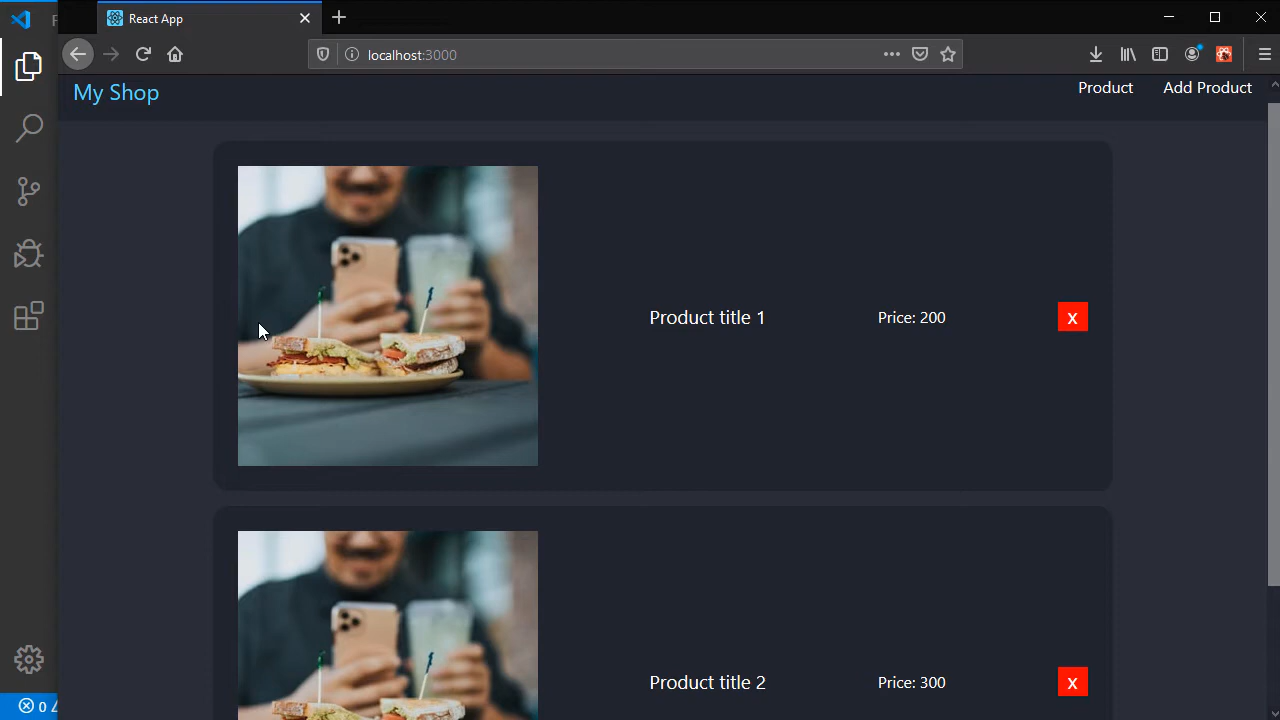 React App
localhost:3000
My Shop
Product
Add Product
Product title 1
Price: 200
X
Product title 2
Price: 300
X
0